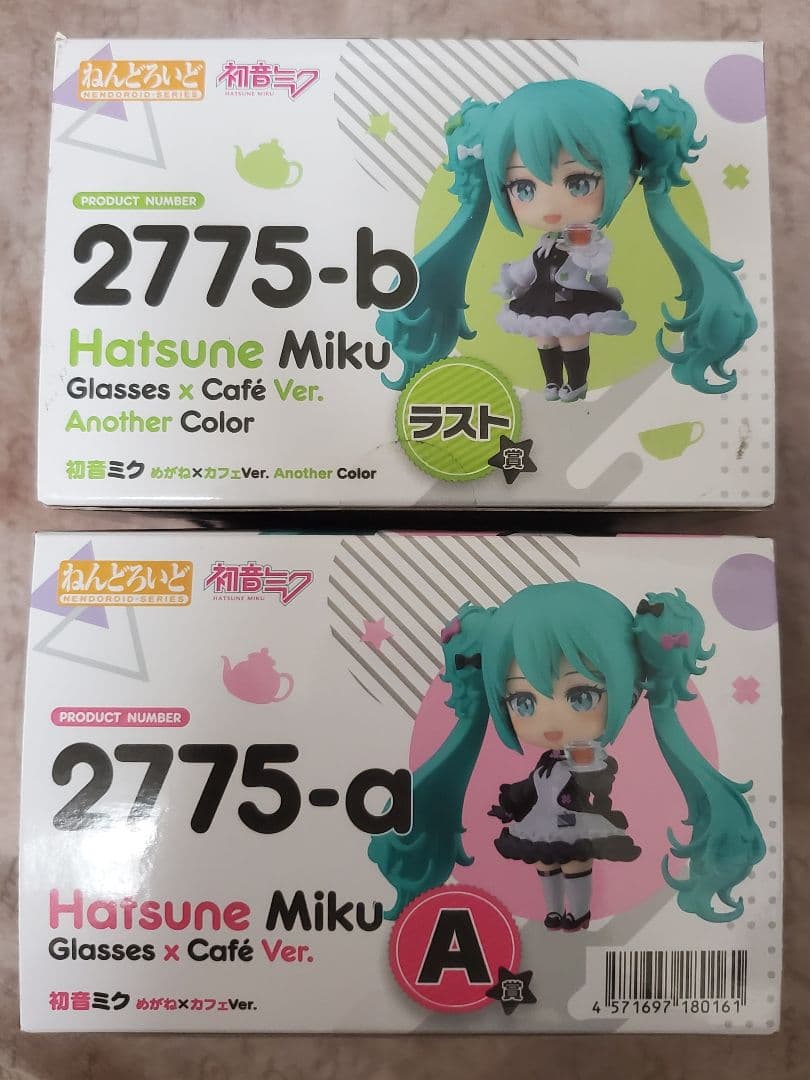 ねんどろいど
NENDOROID-SERIES
初音ミク
HATSUNE MIKU
PRODUCT NUMBER
2775-b
Hatsune Miku
Glasses x Café Ver.
Another Color
ラスト
賞
初音ミク めがね×カフェVer. Another Color
ねんどろいど
NENDOROID-SERIES
初音ミク
HATSUNE MIKU
PRODUCT NUMBER
2775-a
Hatsune Miku
Glasses x Café Ver.
A
賞
初音ミク めがね×カフェVer.
4 571697 180161